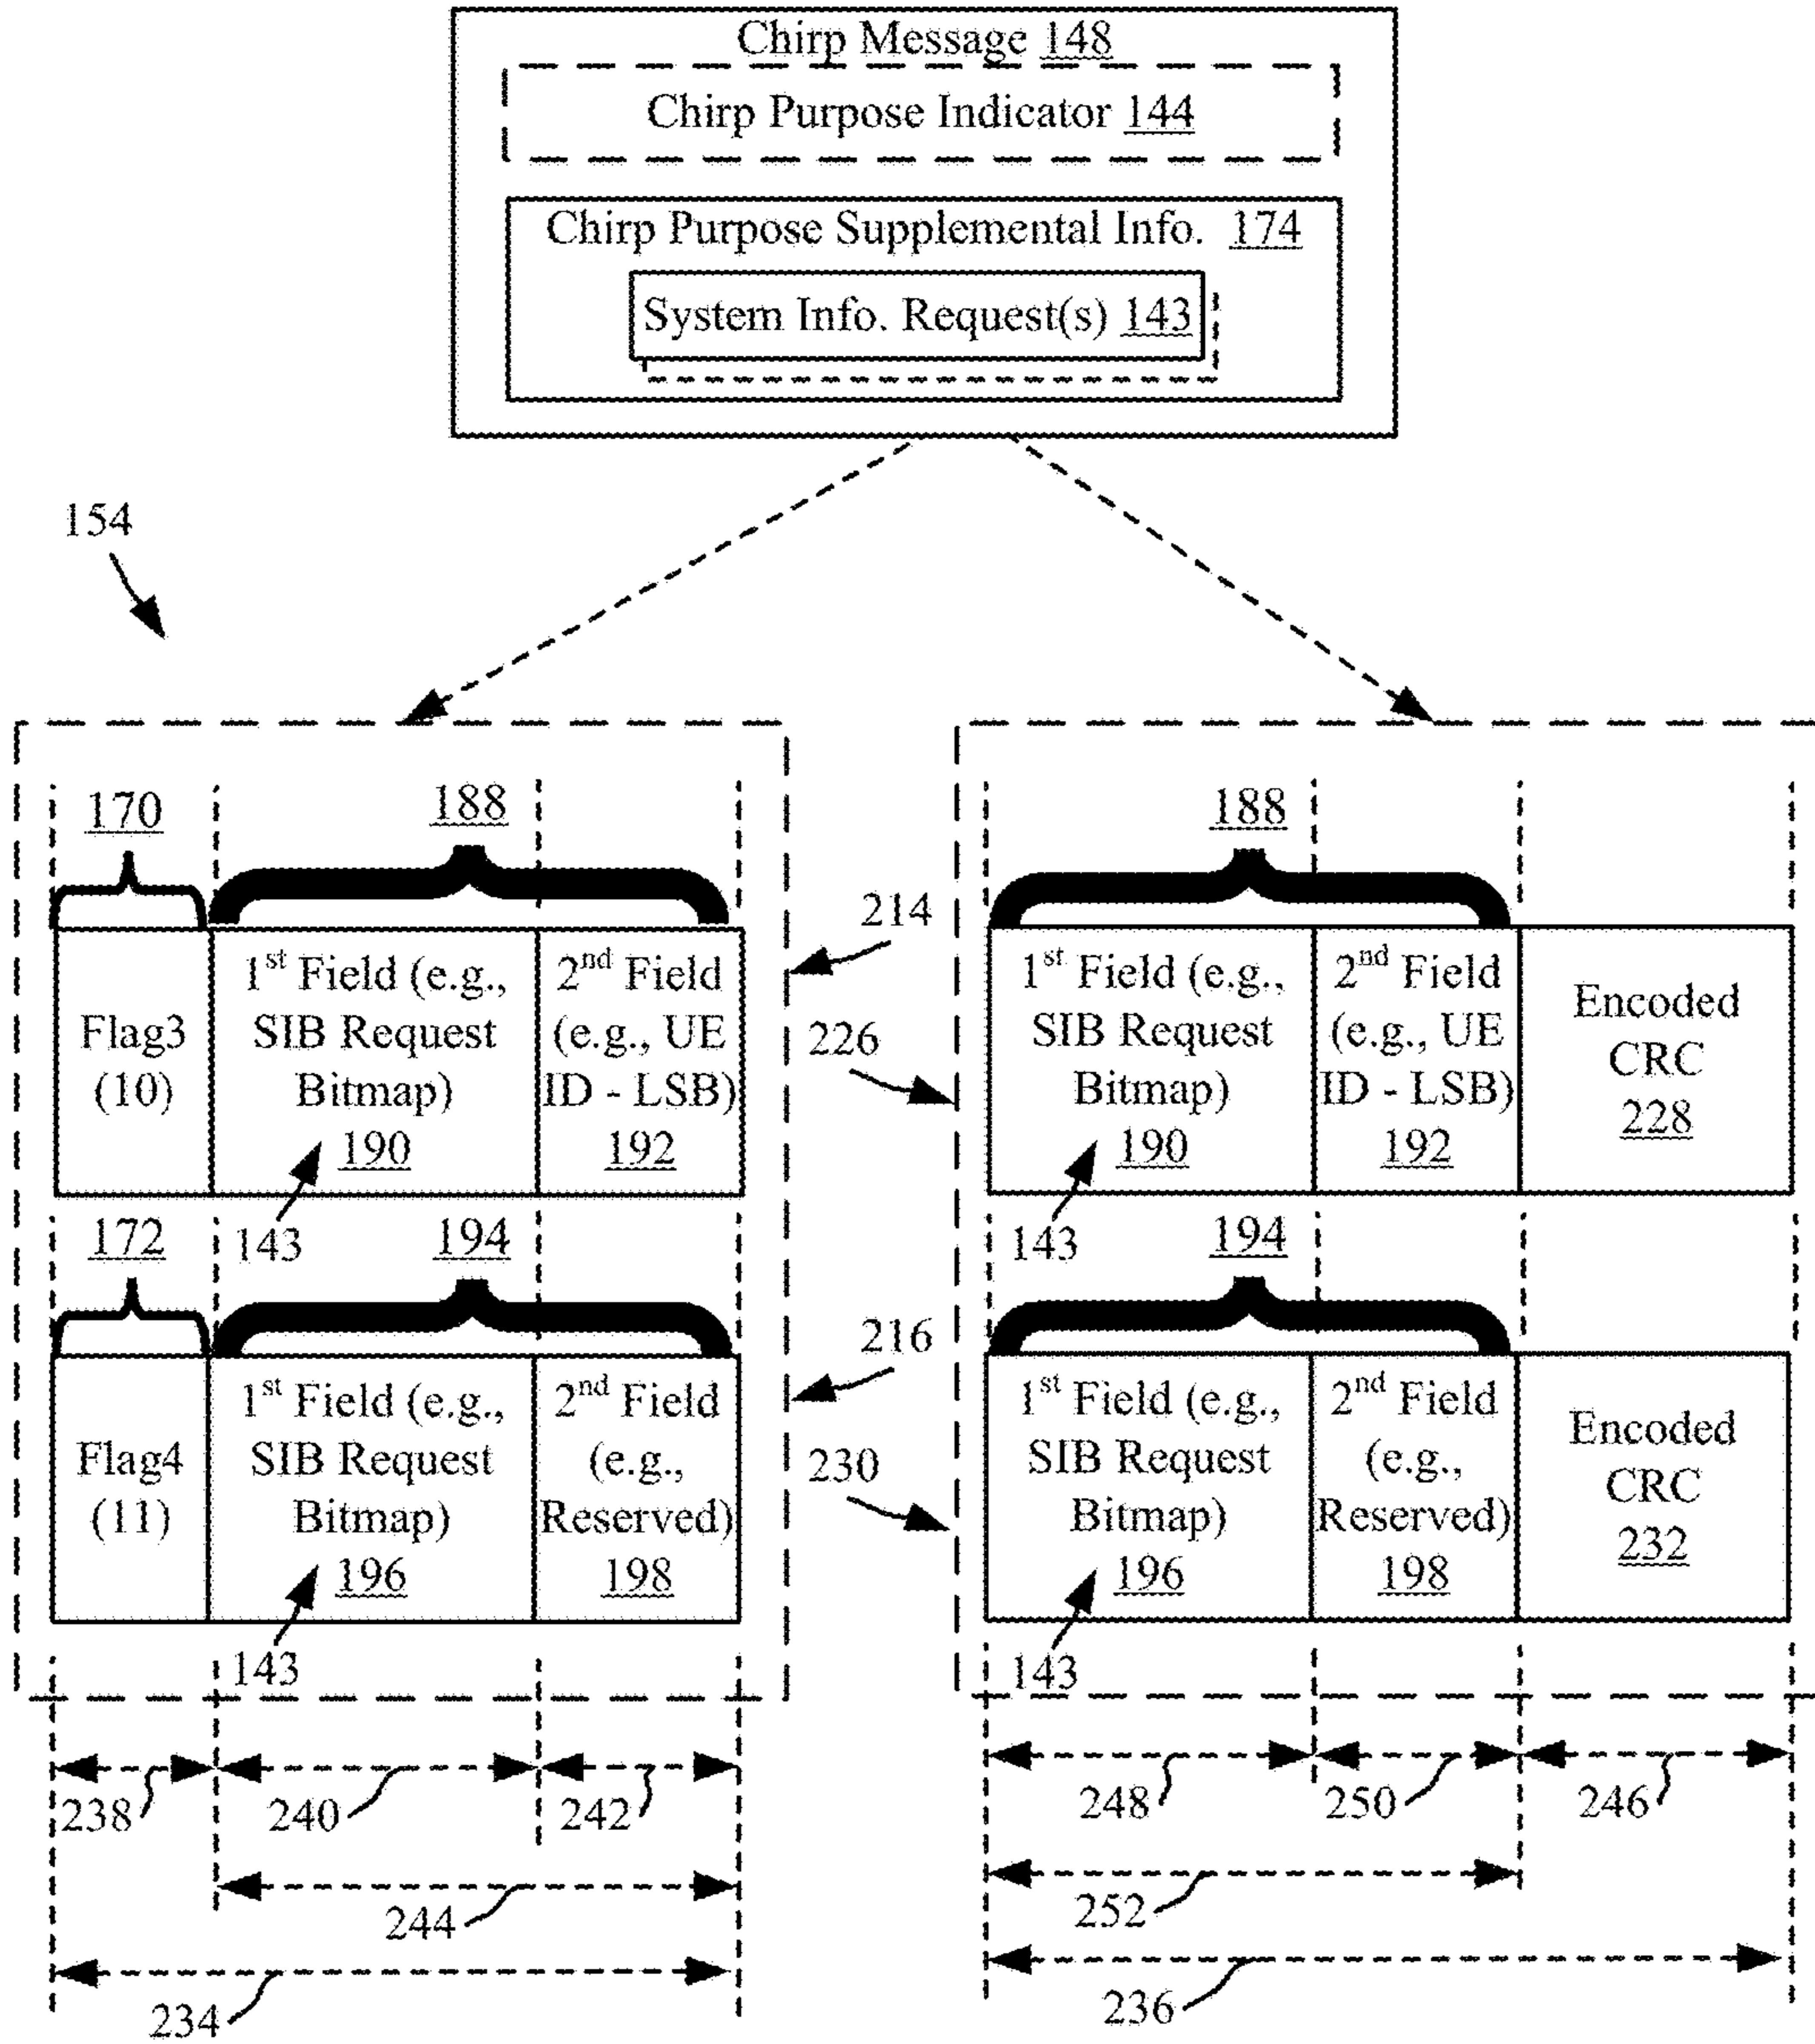 Chirp Message 148
Chirp Purpose Indicator 144
Chirp Purpose Supplemental Info. 174
System Info. Request(s) 143
154
170
188
188
214
226
Flag3
(10)
1st Field (e.g.,
SIB Request
Bitmap)
190
2nd Field
(e.g., UE
ID - LSB)
192
1st Field (e.g.,
SIB Request
Bitmap)
190
2nd Field
(e.g., UE
ID - LSB)
192
Encoded
CRC
228
143
143
172
194
194
216
230
Flag4
(11)
1st Field (e.g.,
SIB Request
Bitmap)
196
2nd Field
(e.g.,
Reserved)
198
1st Field (e.g.,
SIB Request
Bitmap)
196
2nd Field
(e.g.,
Reserved)
198
Encoded
CRC
232
143
143
238
240
242
248
250
246
244
252
234
236